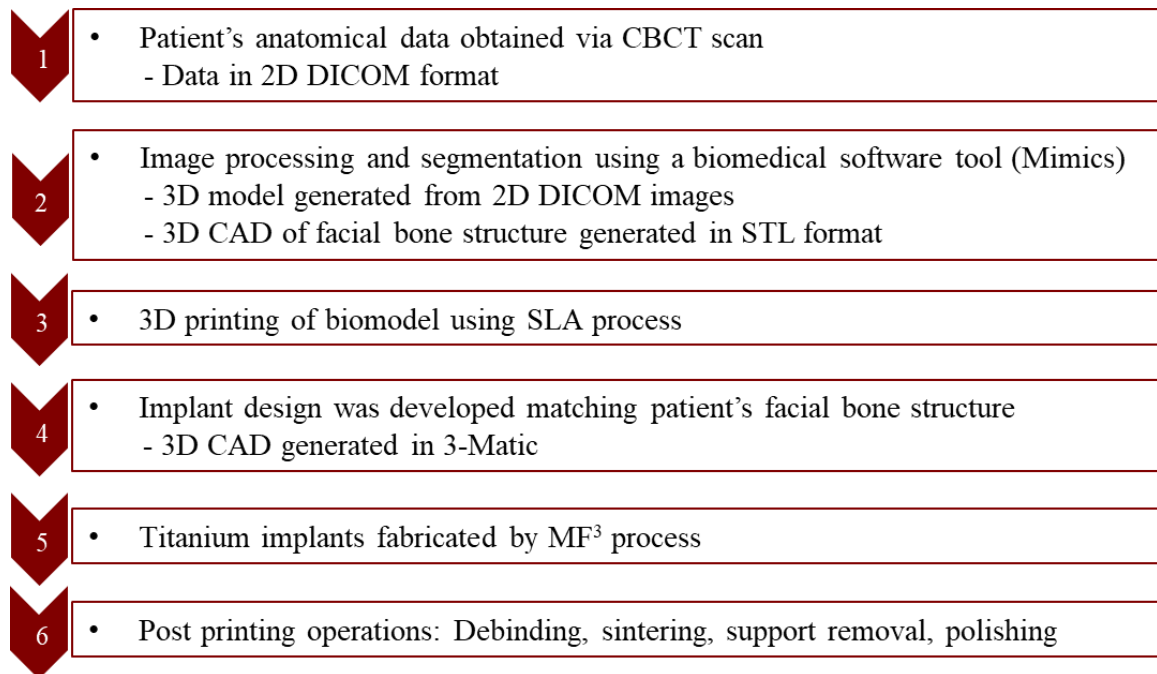 1
• Patient's anatomical data obtained via CBCT scan
- Data in 2D DICOM format
2
• Image processing and segmentation using a biomedical software tool (Mimics)
- 3D model generated from 2D DICOM images
- 3D CAD of facial bone structure generated in STL format
3
• 3D printing of biomodel using SLA process
4
• Implant design was developed matching patient's facial bone structure
- 3D CAD generated in 3-Matic
5
• Titanium implants fabricated by MF³ process
6
• Post printing operations: Debinding, sintering, support removal, polishing